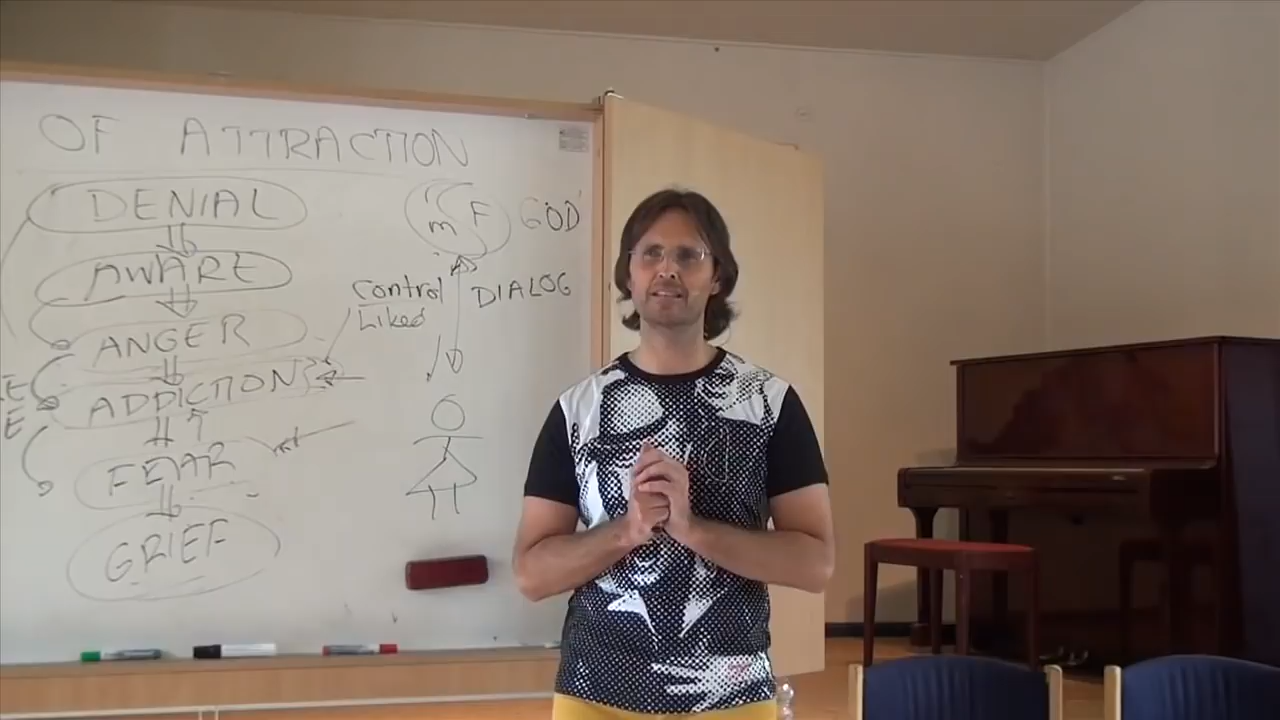 OF ATTRACTION
DENIAL
m F GOD
AWARE
Control
Liked
DIALOG
ANGER
ADDICTION
FEAR
GRIEF